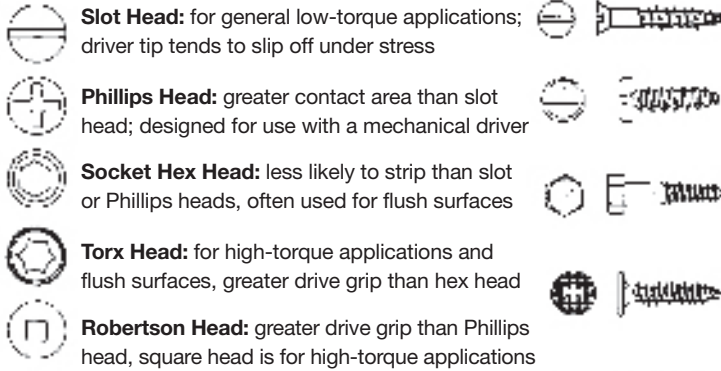 Slot Head: for general low-torque applications;
driver tip tends to slip off under stress
Phillips Head: greater contact area than slot
head; designed for use with a mechanical driver
Socket Hex Head: less likely to strip than slot
or Phillips heads, often used for flush surfaces
Torx Head: for high-torque applications and
flush surfaces, greater drive grip than hex head
Robertson Head: greater drive grip than Phillips
head, square head is for high-torque applications